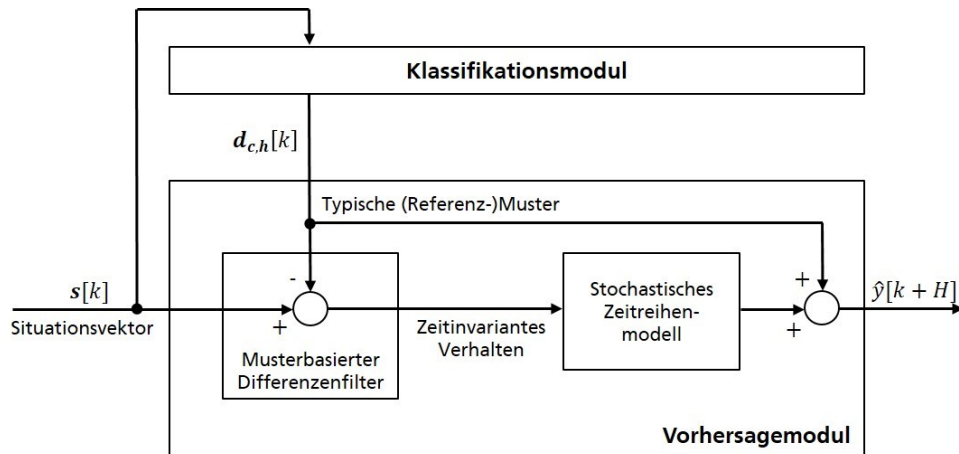 Klassifikationsmodul
d_{c,h}[k]
Typische (Referenz-)Muster
s[k]
Situationsvektor
-
+
Musterbasierter
Differenzenfilter
Zeitinvariantes
Verhalten
Stochastisches
Zeitreihen-
modell
+
+
ŷ[k + H]
Vorhersagemodul